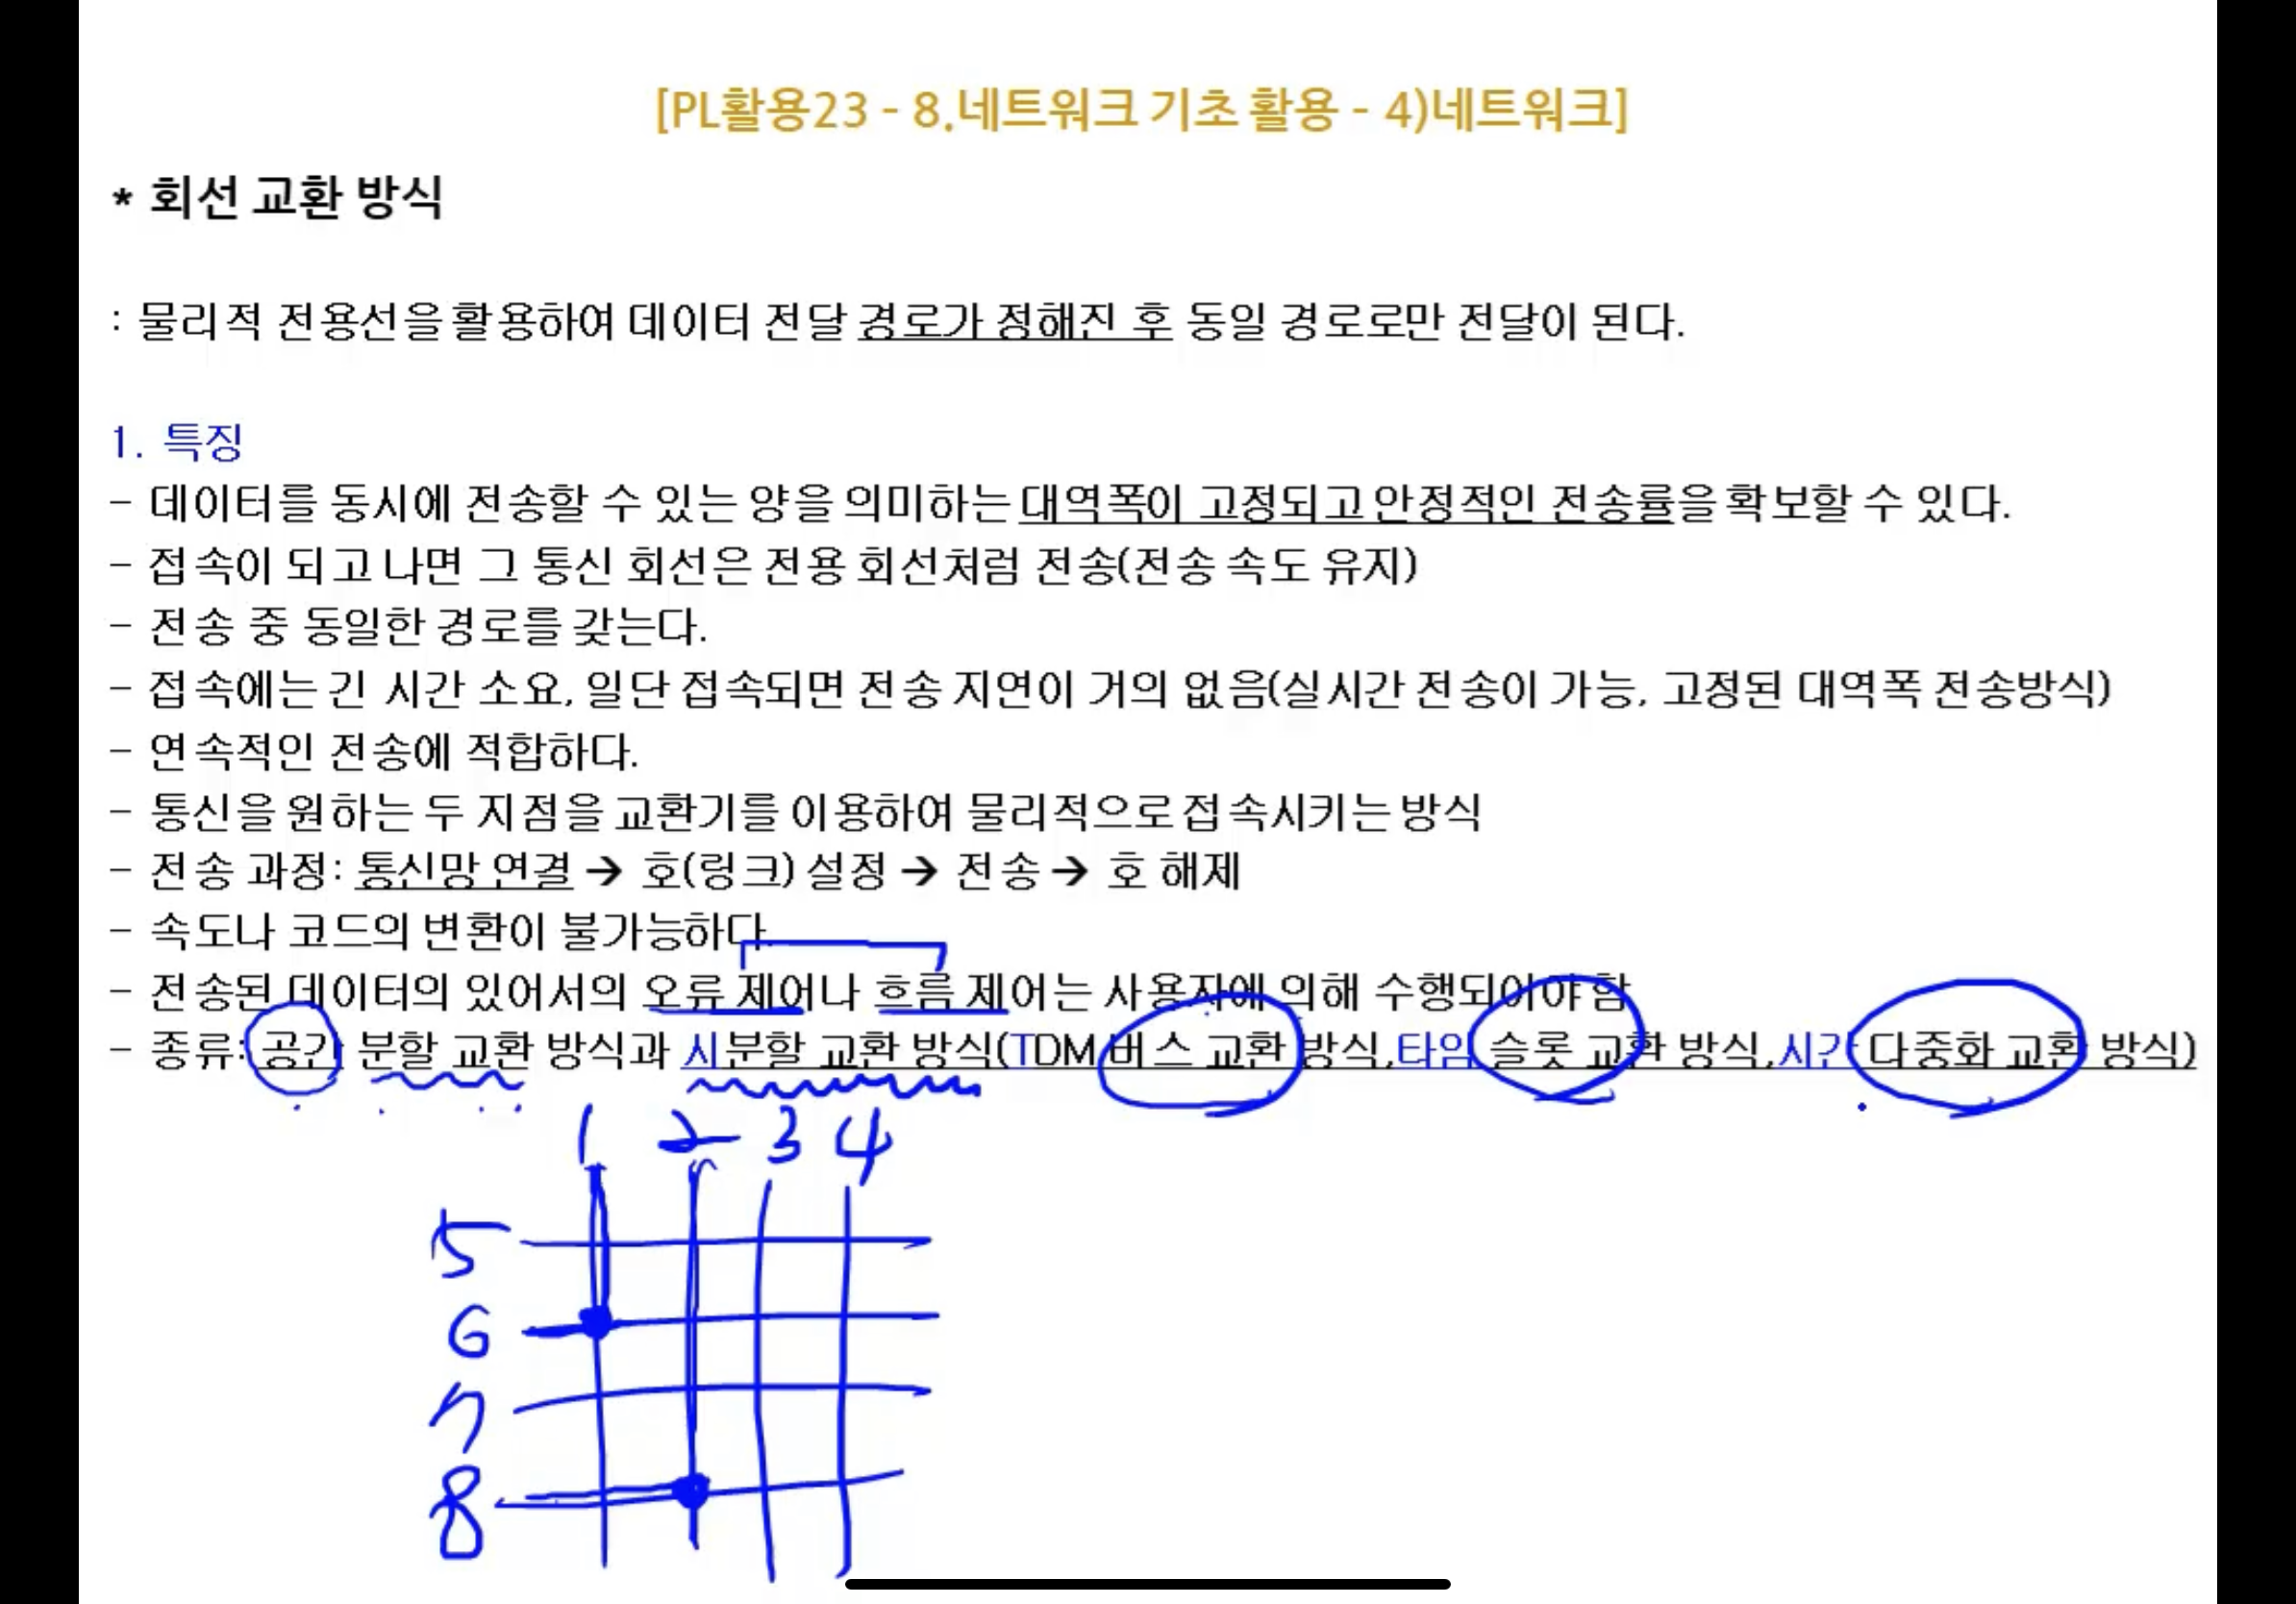 [PL활용23 - 8.네트워크 기초 활용 - 4)네트워크]
* 회선 교환 방식
: 물리적 전용선을 활용하여 데이터 전달 경로가 정해진 후 동일 경로로만 전달이 된다.
1. 특징
- 데이터를 동시에 전송할 수 있는 양을 의미하는 대역폭이 고정되고 안정적인 전송률을 확보할 수 있다.
- 접속이 되고 나면 그 통신 회선은 전용 회선처럼 전송(전송 속도 유지)
- 전송 중 동일한 경로를 갖는다.
- 접속에는 긴 시간 소요, 일단 접속되면 전송 지연이 거의 없음(실시간 전송이 가능, 고정된 대역폭 전송방식)
- 연속적인 전송에 적합하다.
- 통신을 원하는 두 지점을 교환기를 이용하여 물리적으로 접속시키는 방식
- 전송 과정: 통신망 연결 → 호(링크) 설정 → 전송 → 호 해제
- 속도나 코드의 변환이 불가능하다.
- 전송된 데이터의 있어서의 오류 제어나 흐름 제어는 사용자에 의해 수행되어야 함
- 종류: 공간 분할 교환 방식과 시분할 교환 방식(TDM 버스 교환 방식, 타임 슬롯 교환 방식, 시간 다중화 교환 방식)
1 2 3 4
5
6
7
8